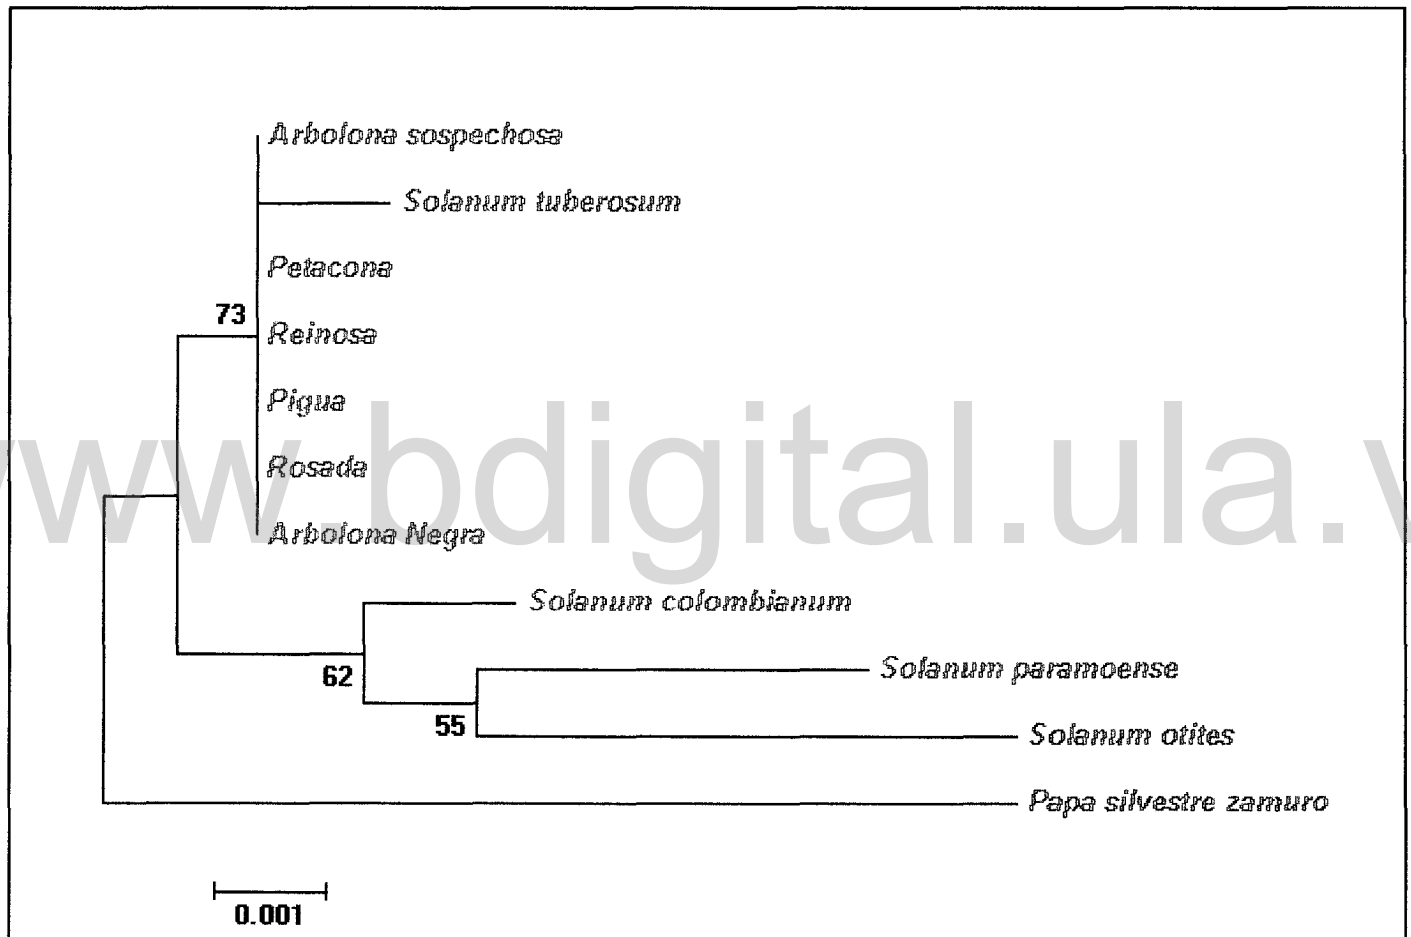 Arbolona sospechosa
Solanum tuberosum
Petacona
73
Reinosa
Pigua
Rosada
www.bdigital.ula.v
Arbolona Negra
Solanum colombianum
62
Solanum paramoense
55
Solanum otites
Papa silvestre zamuro
0.001